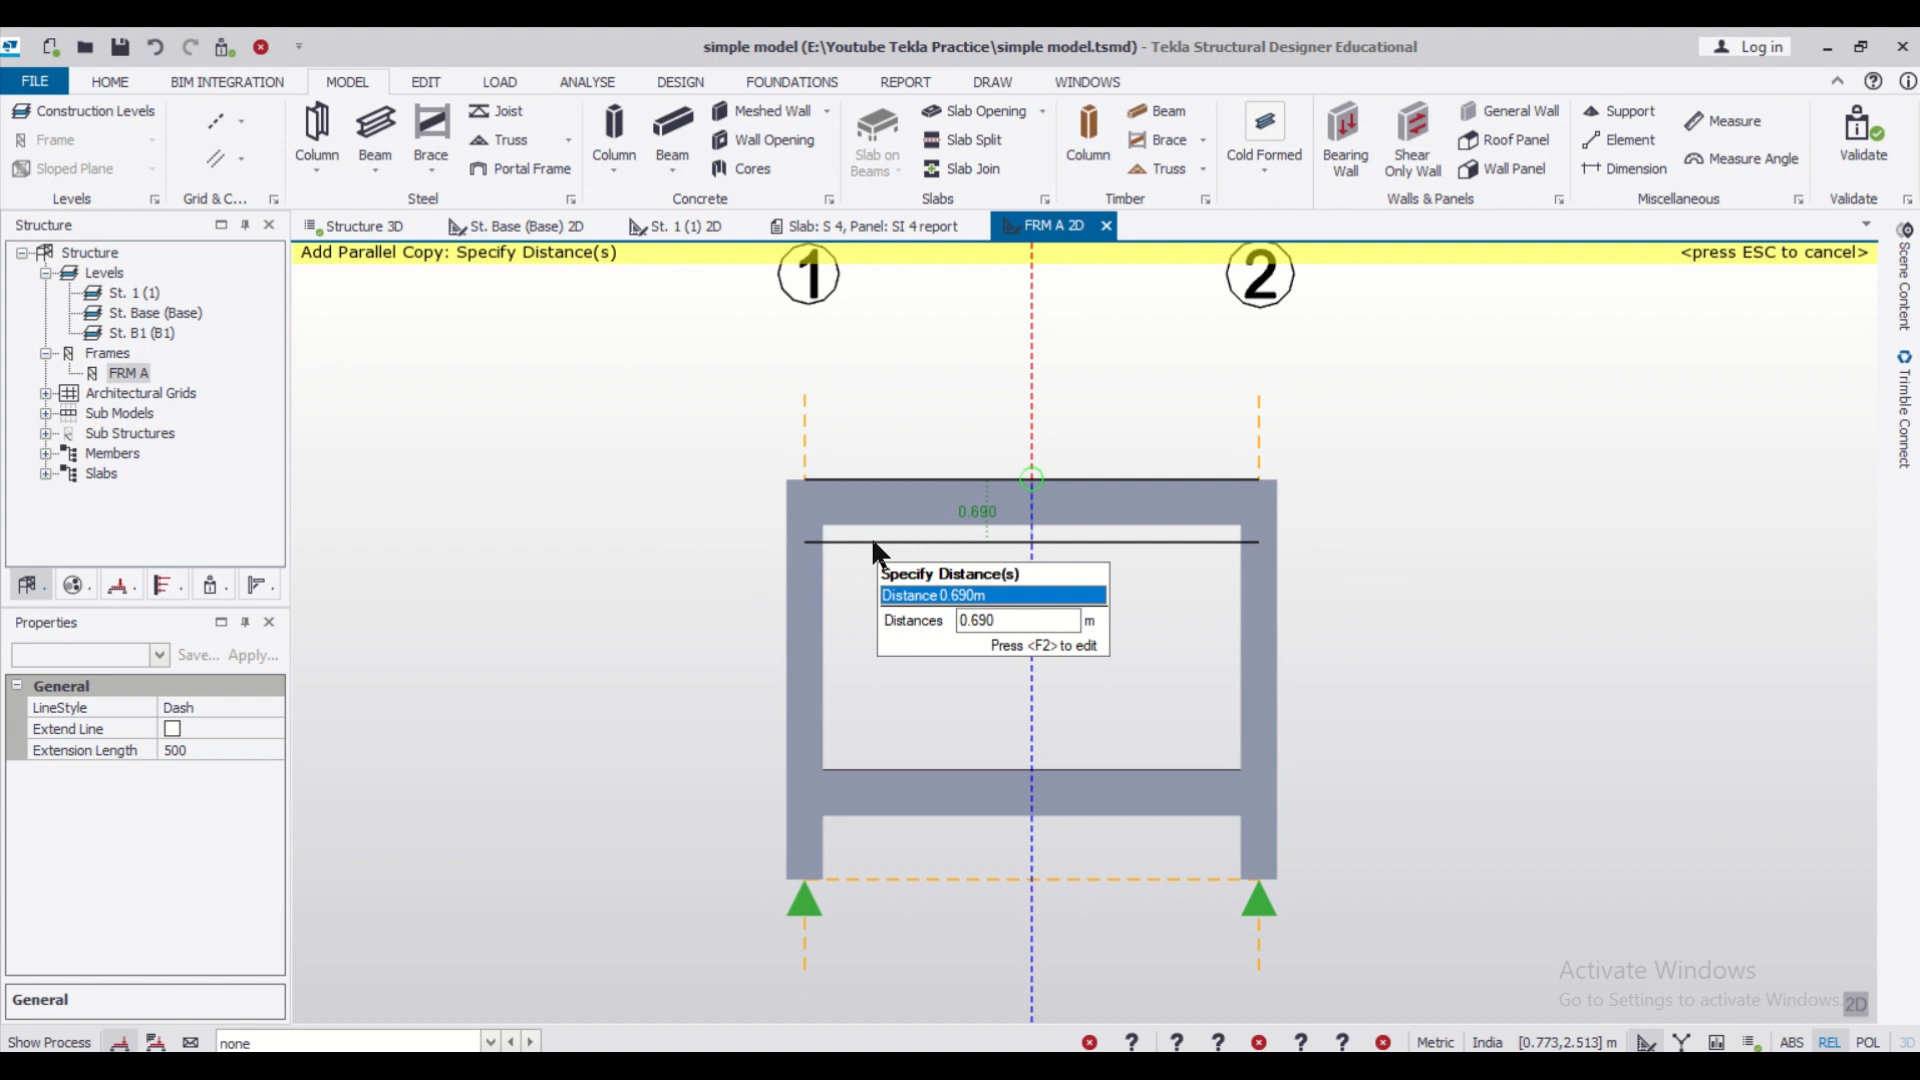 simple model (E:\Youtube Tekla Practice\simple model.tsmd) - Tekla Structural Designer Educational
Log in
FILE HOME BIM INTEGRATION MODEL EDIT LOAD ANALYSE DESIGN FOUNDATIONS REPORT DRAW WINDOWS
Construction Levels
Frame
Sloped Plane
Levels
Grid & C...
Column
Beam
Brace
Joist
Truss
Portal Frame
Steel
Column
Beam
Meshed Wall
Wall Opening
Cores
Concrete
Slab on
Beams
Slab Opening
Slab Split
Slab Join
Slabs
Column
Beam
Brace
Truss
Timber
Cold Formed
Bearing
Wall
Shear
Only Wall
General Wall
Roof Panel
Wall Panel
Walls & Panels
Support
Element
Dimension
Measure
Measure Angle
Miscellaneous
Validate
Validate
Structure
Structure 3D
St. Base (Base) 2D
St. 1 (1) 2D
Slab: S 4, Panel: SI 4 report
FRM A 2D
Add Parallel Copy: Specify Distance(s)
<press ESC to cancel>
Structure
Levels
St. 1 (1)
St. Base (Base)
St. B1 (B1)
Frames
FRM A
Architectural Grids
Sub Models
Sub Structures
Members
Slabs
1
2
0.690
Specify Distance(s)
Distance 0.690m
Distances 0.690 m
Press <F2> to edit
Scene Content
Trimble Connect
Properties
Save... Apply...
General
LineStyle Dash
Extend Line
Extension Length 500
General
Activate Windows
Go to Settings to activate Windows.
2D
Show Process
none
Metric India [0.773,2.513] m ABS REL POL 3D